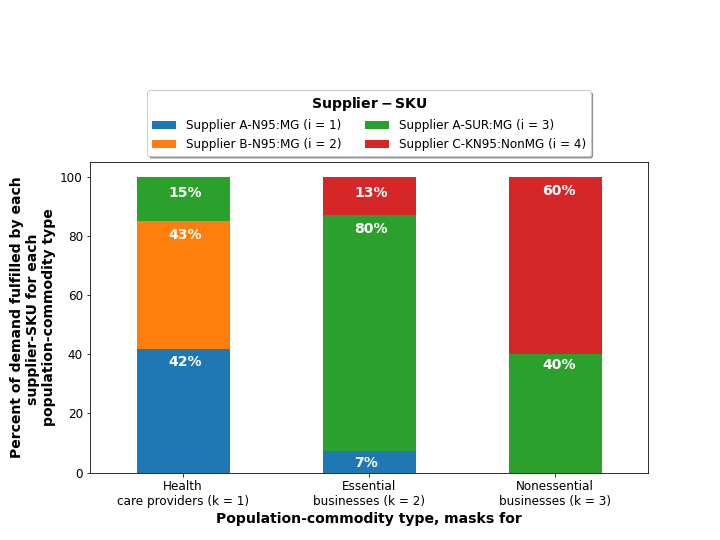 Supplier – SKU
Supplier A-N95:MG (i = 1)
Supplier B-N95:MG (i = 2)
Supplier A-SUR:MG (i = 3)
Supplier C-KN95:NonMG (i = 4)
Percent of demand fulfilled by each
supplier-SKU for each
population-commodity type
100
80
60
40
20
0
15%
43%
42%
13%
80%
7%
60%
40%
Health
care providers (k = 1)
Essential
businesses (k = 2)
Nonessential
businesses (k = 3)
Population-commodity type, masks for